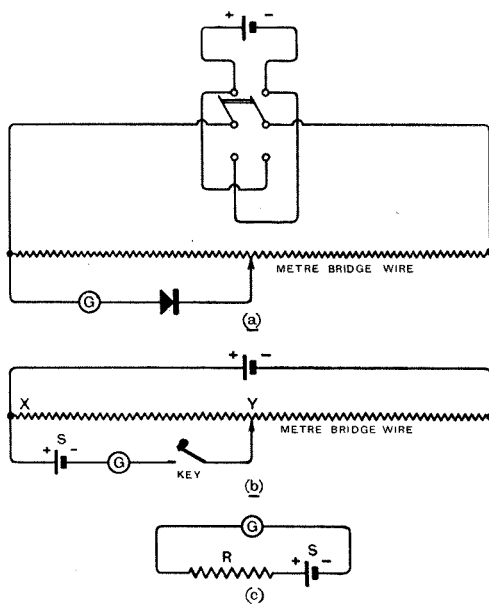 + −
METRE BRIDGE WIRE
G
(a)
+ −
X Y
METRE BRIDGE WIRE
S
+ −
G
KEY
(b)
G
R S
+ −
(c)